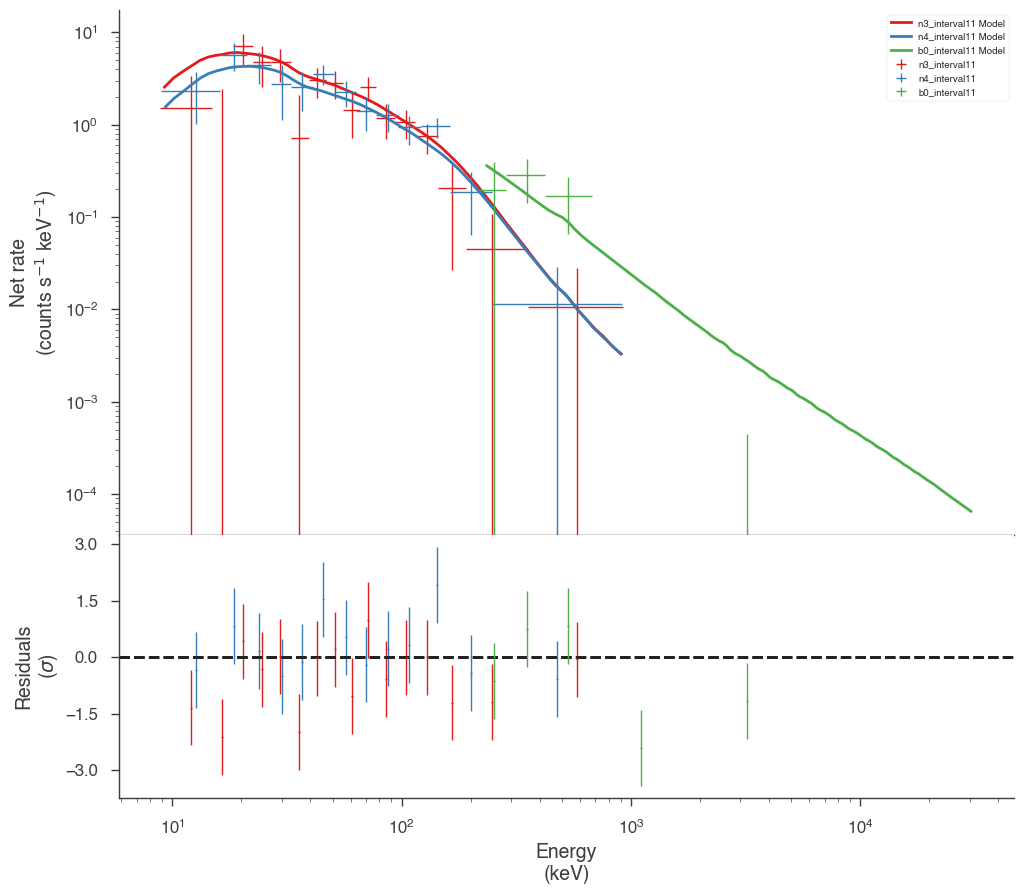 n3_interval11 Model
n4_interval11 Model
b0_interval11 Model
n3_interval11
n4_interval11
b0_interval11
10¹
10⁰
10⁻¹
10⁻²
10⁻³
10⁻⁴
Net rate
(counts s⁻¹ keV⁻¹)
3.0
1.5
0.0
−1.5
−3.0
Residuals
(σ)
10¹ 10² 10³ 10⁴
Energy
(keV)